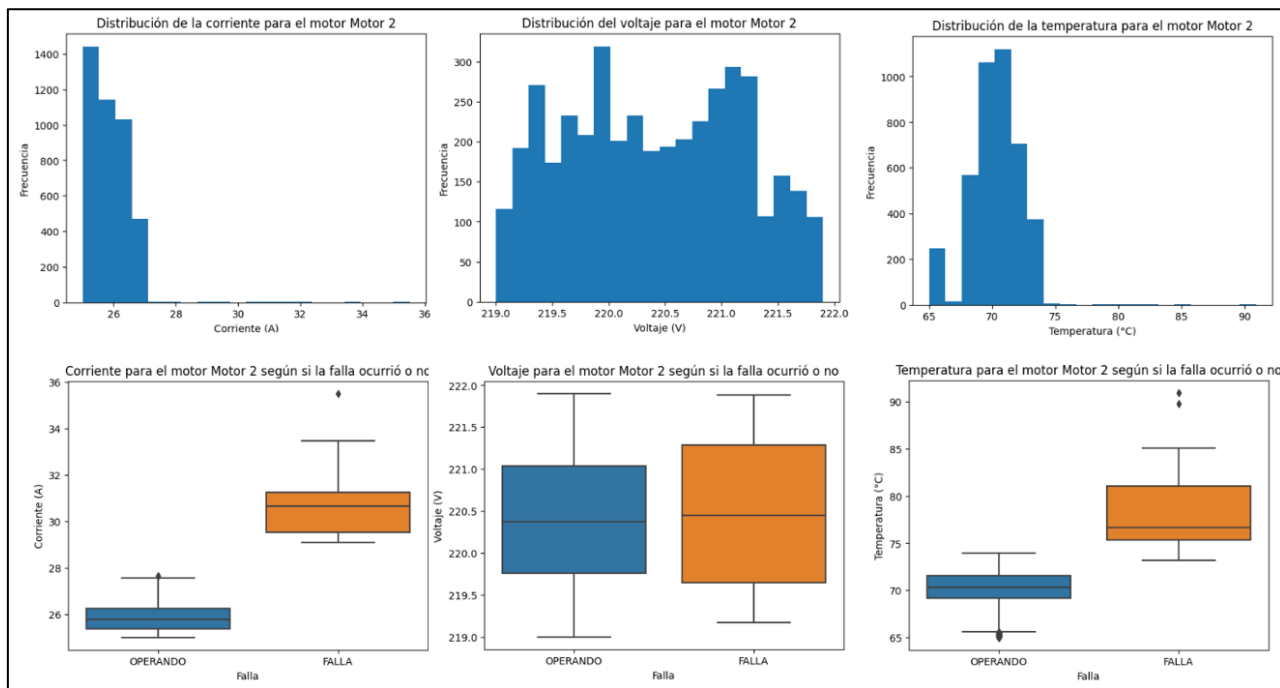 Distribución de la corriente para el motor Motor 2
Distribución del voltaje para el motor Motor 2
Distribución de la temperatura para el motor Motor 2
1400
1200
1000
800
600
400
200
0
Frecuencia
26
28
30
32
34
36
Corriente (A)
300
250
200
150
100
50
0
Frecuencia
219.0
219.5
220.0
220.5
221.0
221.5
222.0
Voltaje (V)
1000
800
600
400
200
0
Frecuencia
65
70
75
80
85
90
Temperatura (°C)
Corriente para el motor Motor 2 según si la falla ocurrió o no
Voltaje para el motor Motor 2 según si la falla ocurrió o no
Temperatura para el motor Motor 2 según si la falla ocurrió o no
36
34
32
30
28
26
Corriente (A)
OPERANDO
FALLA
Falla
222.0
221.5
221.0
220.5
220.0
219.5
219.0
Voltaje (V)
OPERANDO
FALLA
Falla
90
85
80
75
70
65
Temperatura (°C)
OPERANDO
FALLA
Falla